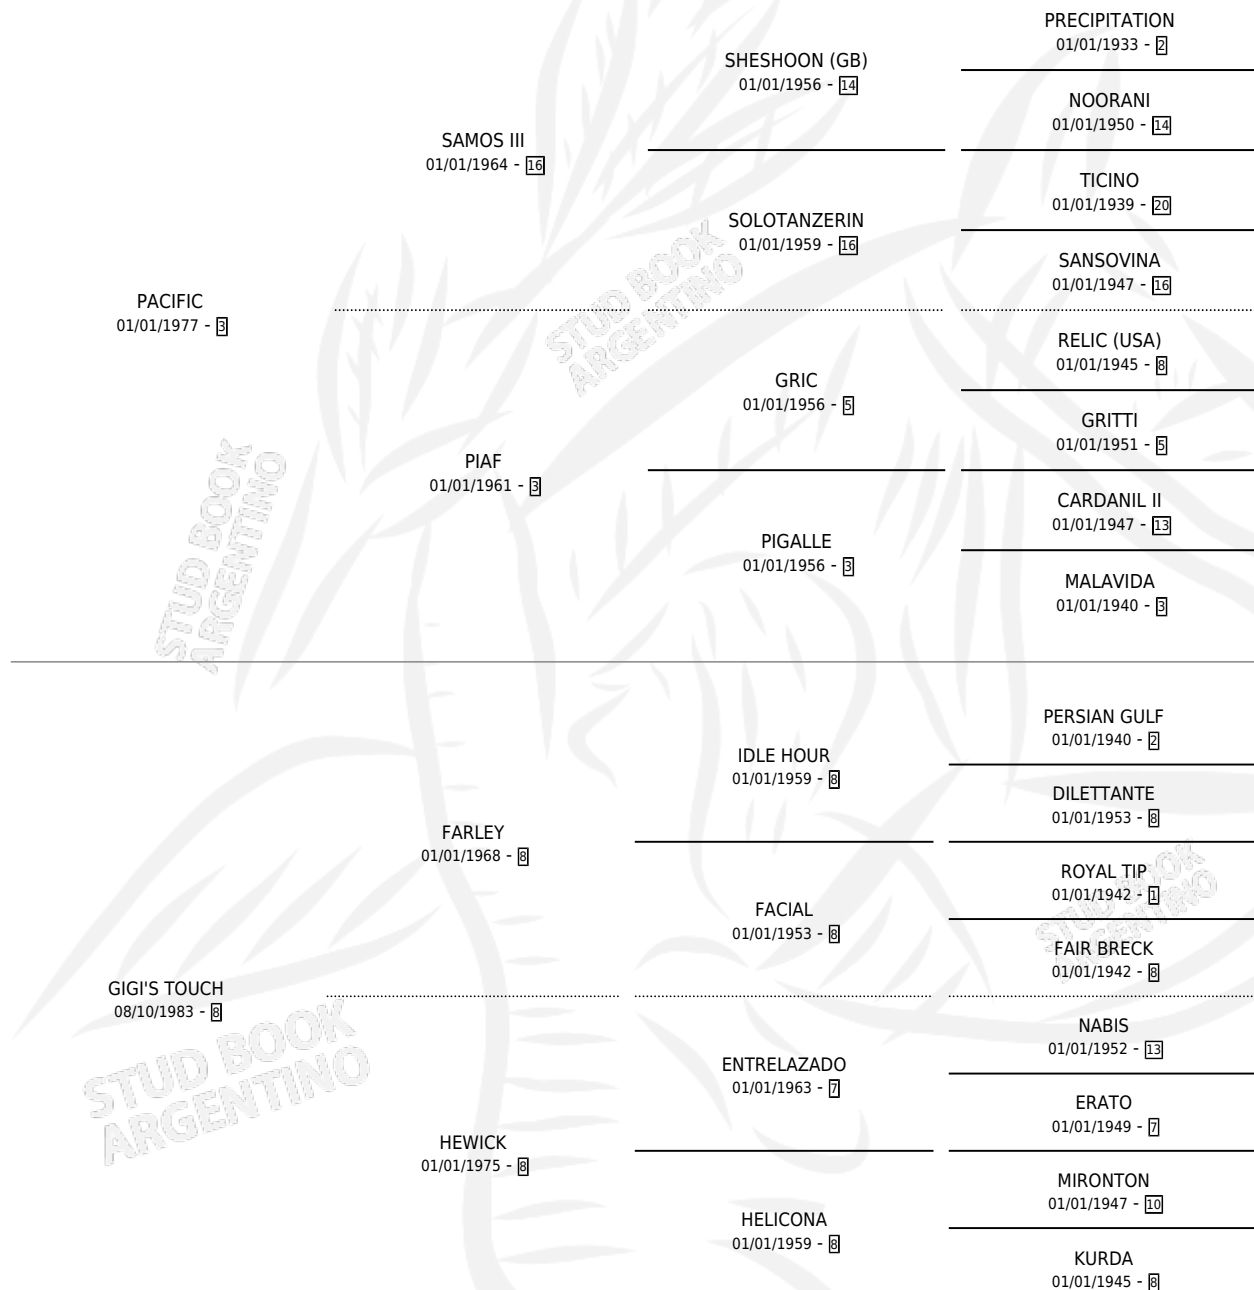 PRECIPITATION
01/01/1933 - 2
SHESHOON (GB)
01/01/1956 - 14
NOORANI
01/01/1950 - 14
SAMOS III
01/01/1964 - 16
TICINO
01/01/1939 - 20
SOLOTANZERIN
01/01/1959 - 16
SANSOVINA
01/01/1947 - 16
PACIFIC
01/01/1977 - 3
RELIC (USA)
01/01/1945 - 8
GRIC
01/01/1956 - 5
GRITTI
01/01/1951 - 5
PIAF
01/01/1961 - 3
CARDANIL II
01/01/1947 - 13
PIGALLE
01/01/1956 - 3
MALAVIDA
01/01/1940 - 3
STUD BOOK
ARGENTINO
STUD BOOK
ARGENTINO
PERSIAN GULF
01/01/1940 - 2
IDLE HOUR
01/01/1959 - 8
DILETTANTE
01/01/1953 - 8
FARLEY
01/01/1968 - 8
ROYAL TIP
01/01/1942 - 1
FACIAL
01/01/1953 - 8
FAIR BRECK
01/01/1942 - 8
STUD BOOK
ARGENTINO
GIGI'S TOUCH
08/10/1983 - 8
NABIS
01/01/1952 - 13
ENTRELAZADO
01/01/1963 - 7
ERATO
01/01/1949 - 7
STUD BOOK
ARGENTINO
HEWICK
01/01/1975 - 8
MIRONTON
01/01/1947 - 10
HELICONA
01/01/1959 - 8
KURDA
01/01/1945 - 8